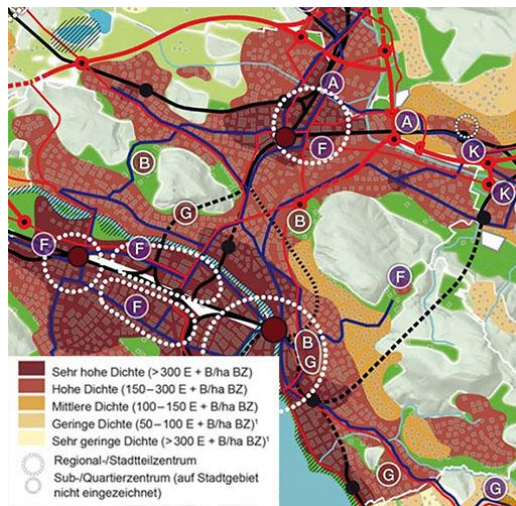 A
A
F
K
B
K
G
B
F
F
F
F
B
G
Sehr hohe Dichte (> 300 E + B/ha BZ)
Hohe Dichte (150–300 E + B/ha BZ)
Mittlere Dichte (100–150 E + B/ha BZ)
Geringe Dichte (50–100 E + B/ha BZ)¹
Sehr geringe Dichte (> 300 E + B/ha BZ)¹
Regional-/Stadtteilzentrum
Sub-/Quartierzentrum (auf Stadtgebiet
nicht eingezeichnet)
G
G